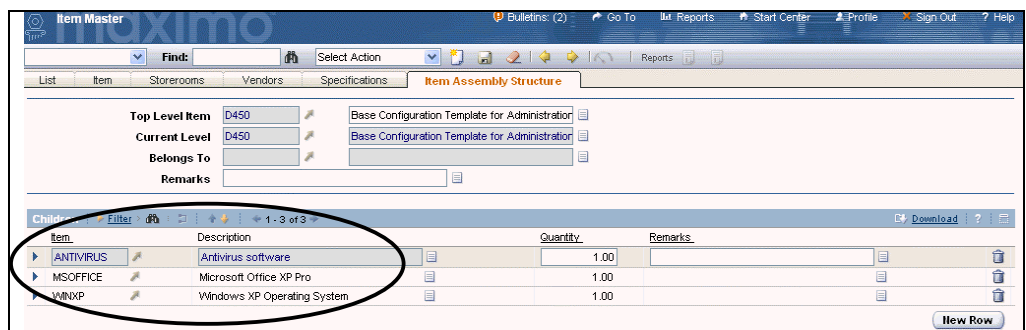 Item Master maximo Bulletins: (2) Go To Reports Start Center Profile Sign Out ? Help
Find: Select Action Reports
List Item Storerooms Vendors Specifications Item Assembly Structure
Top Level Item D450 Base Configuration Template for Administration
Current Level D450 Base Configuration Template for Administration
Belongs To
Remarks
Children Filter 1 - 3 of 3 Download ?
Item Description Quantity Remarks
ANTIVIRUS Antivirus software 1.00
MSOFFICE Microsoft Office XP Pro 1.00
WINXP Windows XP Operating System 1.00
New Row